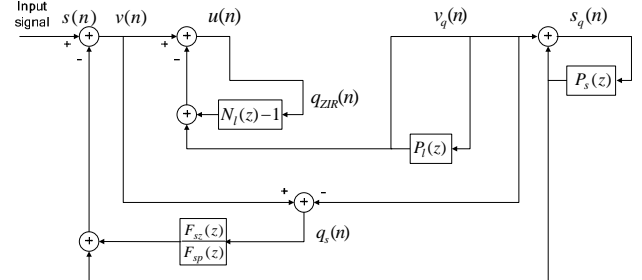 Input
signal
s(n) v(n) u(n) v_q(n) s_q(n)
+ + + +
- -
P_s(z)
q_ZIR(n)
+ N_l(z)-1
P_l(z)
+ -
+
q_s(n)
F_sz(z)
+
F_sp(z)